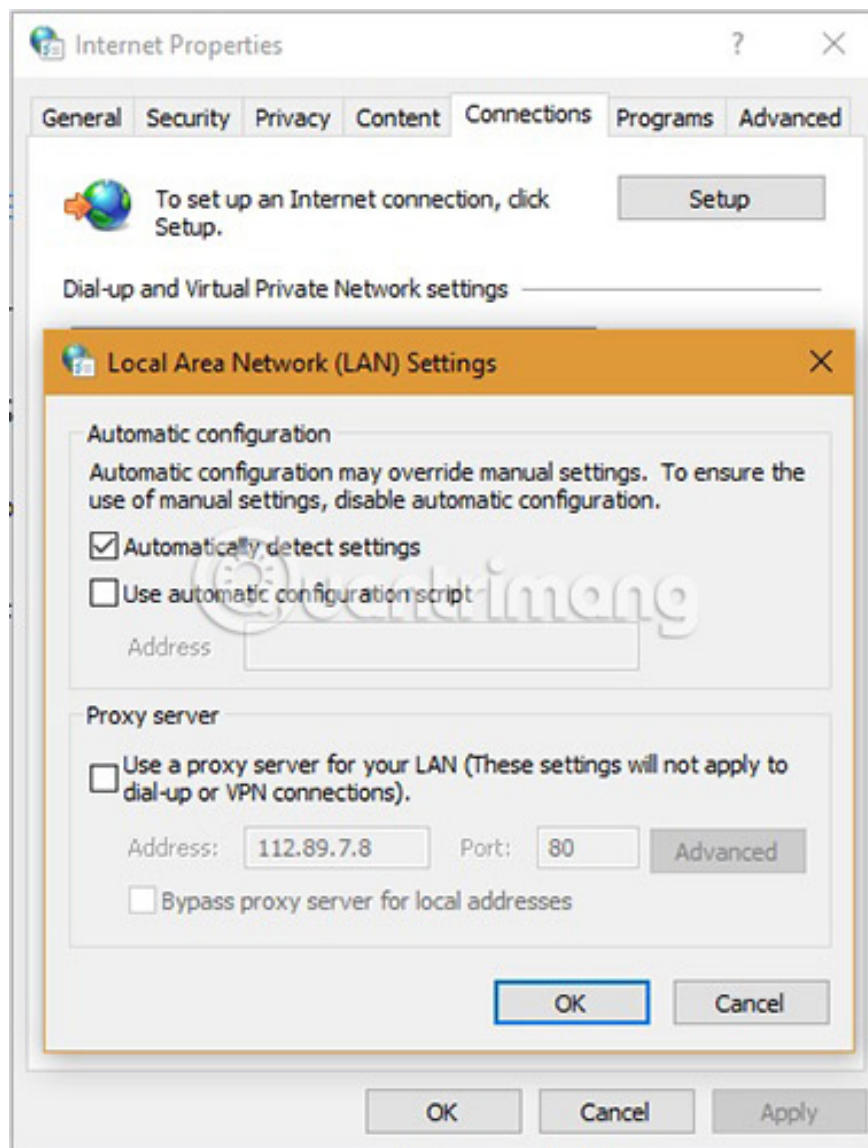 Internet Properties
?
General Security Privacy Content Connections Programs Advanced
To set up an Internet connection, click
Setup.
Setup
Dial-up and Virtual Private Network settings
Local Area Network (LAN) Settings
Automatic configuration
Automatic configuration may override manual settings. To ensure the
use of manual settings, disable automatic configuration.
Automatically detect settings
Use automatic configuration script
Quantrimang
Address
Proxy server
Use a proxy server for your LAN (These settings will not apply to
dial-up or VPN connections).
Address: 112.89.7.8 Port: 80 Advanced
Bypass proxy server for local addresses
OK Cancel
OK Cancel Apply